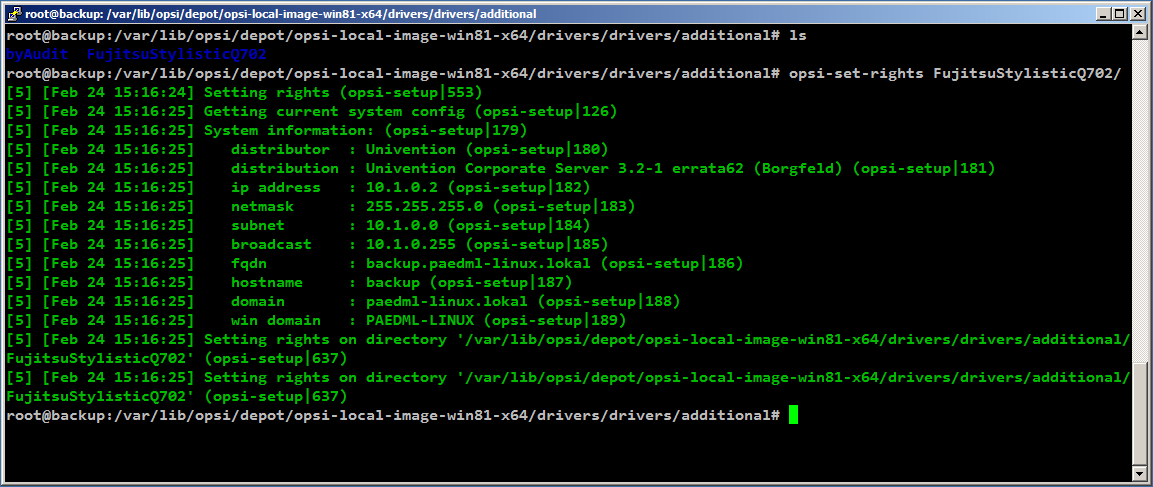 root@backup: /var/lib/opsi/depot/opsi-local-image-win81-x64/drivers/drivers/additional
root@backup:/var/lib/opsi/depot/opsi-local-image-win81-x64/drivers/drivers/additional# ls
byAudit  FujitsuStylisticQ702
root@backup:/var/lib/opsi/depot/opsi-local-image-win81-x64/drivers/drivers/additional# opsi-set-rights FujitsuStylisticQ702/
[5] [Feb 24 15:16:24] Setting rights (opsi-setup|553)
[5] [Feb 24 15:16:25] Getting current system config (opsi-setup|126)
[5] [Feb 24 15:16:25] System information: (opsi-setup|179)
[5] [Feb 24 15:16:25]    distributor  : Univention (opsi-setup|180)
[5] [Feb 24 15:16:25]    distribution : Univention Corporate Server 3.2-1 errata62 (Borgfeld) (opsi-setup|181)
[5] [Feb 24 15:16:25]    ip address   : 10.1.0.2 (opsi-setup|182)
[5] [Feb 24 15:16:25]    netmask      : 255.255.255.0 (opsi-setup|183)
[5] [Feb 24 15:16:25]    subnet       : 10.1.0.0 (opsi-setup|184)
[5] [Feb 24 15:16:25]    broadcast    : 10.1.0.255 (opsi-setup|185)
[5] [Feb 24 15:16:25]    fqdn         : backup.paedml-linux.lokal (opsi-setup|186)
[5] [Feb 24 15:16:25]    hostname     : backup (opsi-setup|187)
[5] [Feb 24 15:16:25]    domain       : paedml-linux.lokal (opsi-setup|188)
[5] [Feb 24 15:16:25]    win domain   : PAEDML-LINUX (opsi-setup|189)
[5] [Feb 24 15:16:25] Setting rights on directory '/var/lib/opsi/depot/opsi-local-image-win81-x64/drivers/drivers/additional/
FujitsuStylisticQ702' (opsi-setup|637)
[5] [Feb 24 15:16:25] Setting rights on directory '/var/lib/opsi/depot/opsi-local-image-win81-x64/drivers/drivers/additional/
FujitsuStylisticQ702' (opsi-setup|637)
root@backup:/var/lib/opsi/depot/opsi-local-image-win81-x64/drivers/drivers/additional#